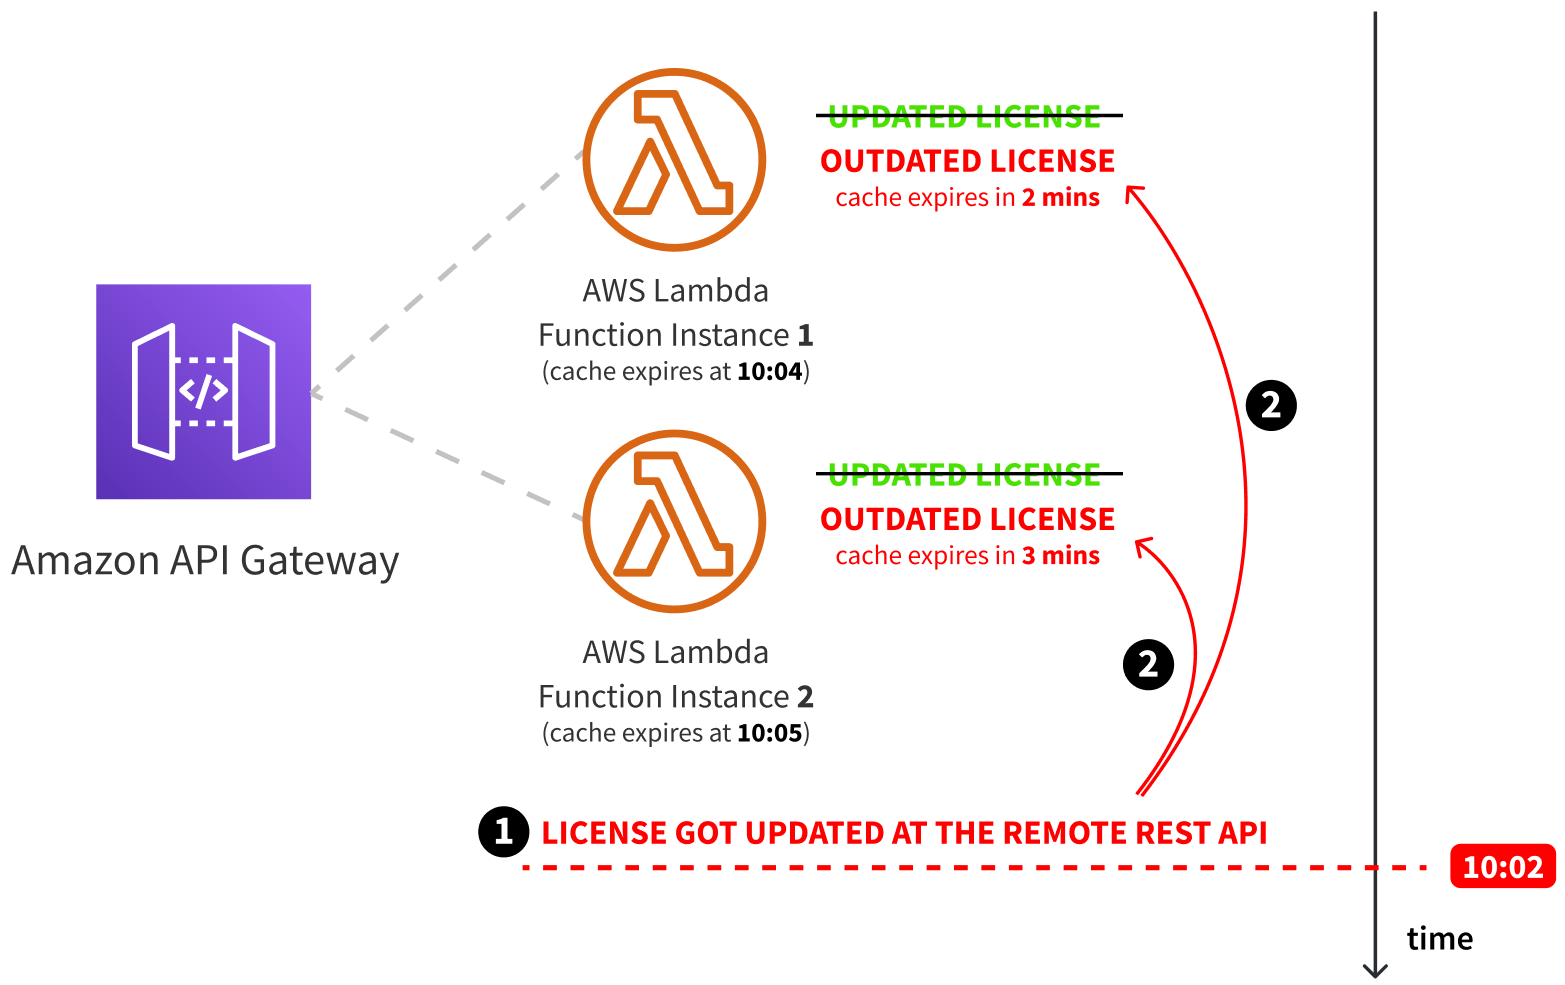 UPDATED LICENSE
OUTDATED LICENSE
cache expires in 2 mins
AWS Lambda
Function Instance 1
(cache expires at 10:04)
2
Amazon API Gateway
UPDATED LICENSE
OUTDATED LICENSE
cache expires in 3 mins
2
AWS Lambda
Function Instance 2
(cache expires at 10:05)
1 LICENSE GOT UPDATED AT THE REMOTE REST API
10:02
time